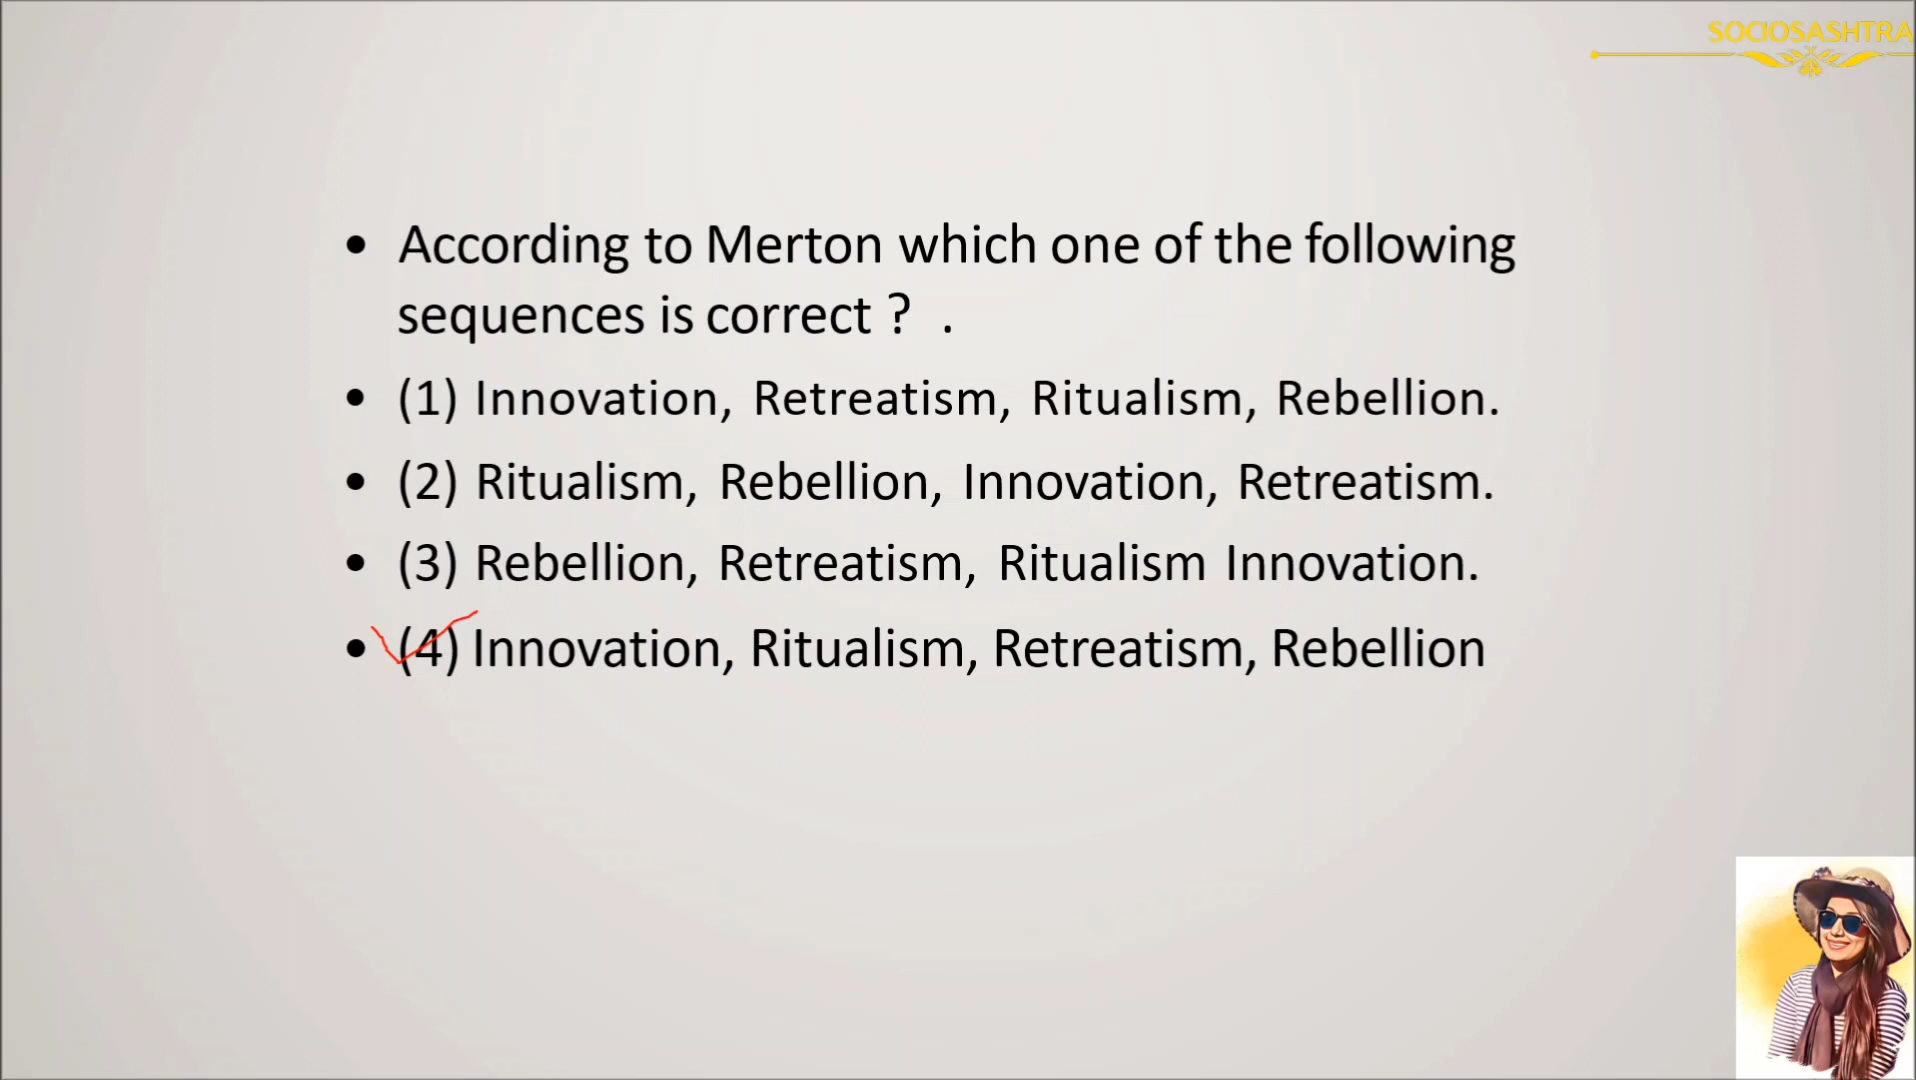 SOCIOSASHTRA
• According to Merton which one of the following
sequences is correct ? .
• (1) Innovation, Retreatism, Ritualism, Rebellion.
• (2) Ritualism, Rebellion, Innovation, Retreatism.
• (3) Rebellion, Retreatism, Ritualism Innovation.
• (4) Innovation, Ritualism, Retreatism, Rebellion